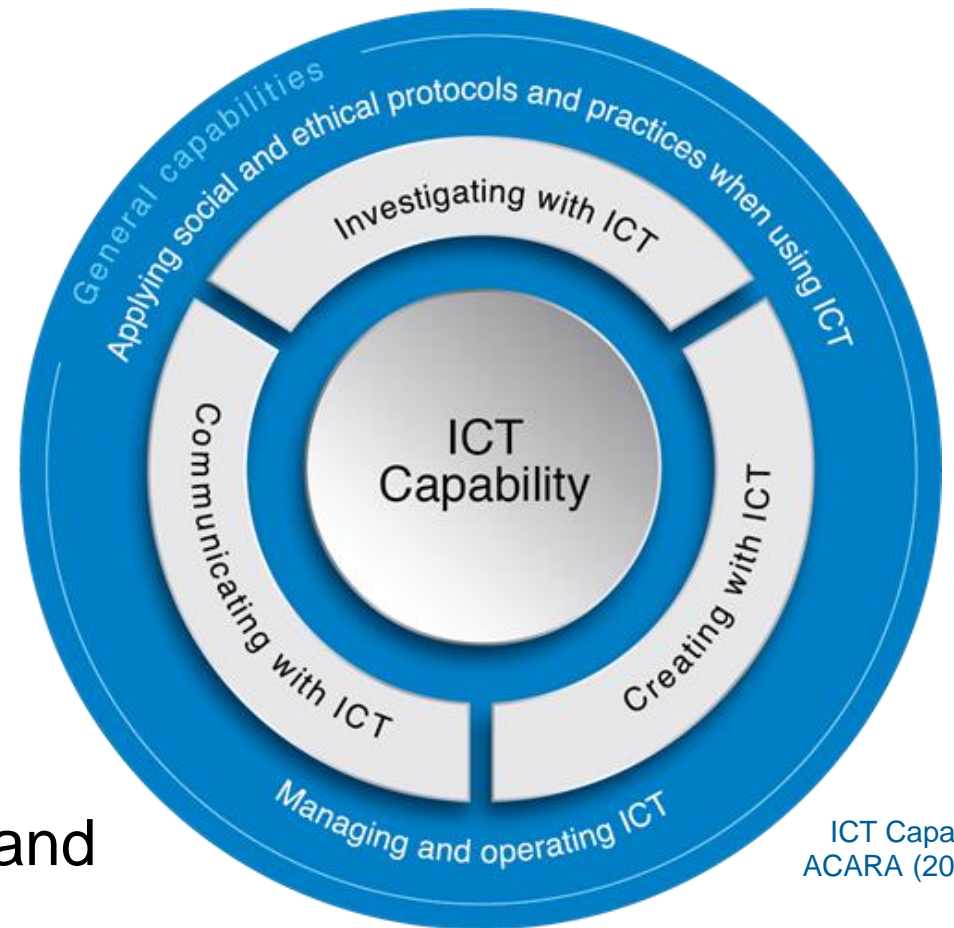 General capabilities
Applying social and ethical protocols and practices when using ICT
Investigating with ICT
ICT
Capability
Communicating with ICT
Creating with ICT
Managing and operating ICT
and
ICT Capa
ACARA (20